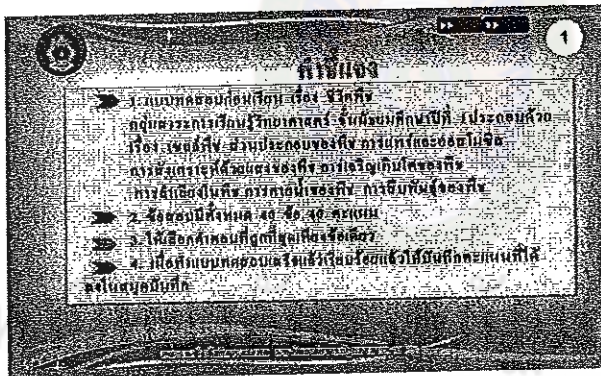 1
คำชี้แจง
1. แบบทดสอบก่อนเรียน เรื่อง ชีวิตพืช
กลุ่มสาระการเรียนรู้วิทยาศาสตร์ ชั้นมัธยมศึกษาปีที่ 1 ประกอบด้วย
เรื่อง เซลล์พืช ส่วนประกอบของพืช การแพร่และออสโมซิส
การสังเคราะห์ด้วยแสงของพืช การเจริญเติบโตของพืช
การลำเลียงในพืช การคายน้ำของพืช การสืบพันธุ์ของพืช
2. ข้อสอบมีทั้งหมด 40 ข้อ 40 คะแนน
3. ให้เลือกคำตอบที่ถูกที่สุดเพียงข้อเดียว
4. เมื่อทำแบบทดสอบเสร็จแล้วเรียบร้อยแล้วให้บันทึกคะแนนที่ได้
ลงในสมุดบันทึก